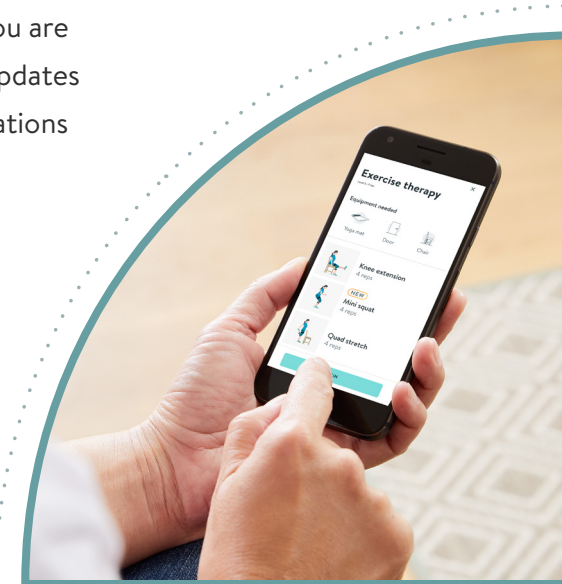 ou are
pdates
ations
Exercise therapy
Equipment needed
Yoga mat
Door
Chair
Knee extension
4 reps
NEW
Mini squat
4 reps
Quad stretch
4 reps